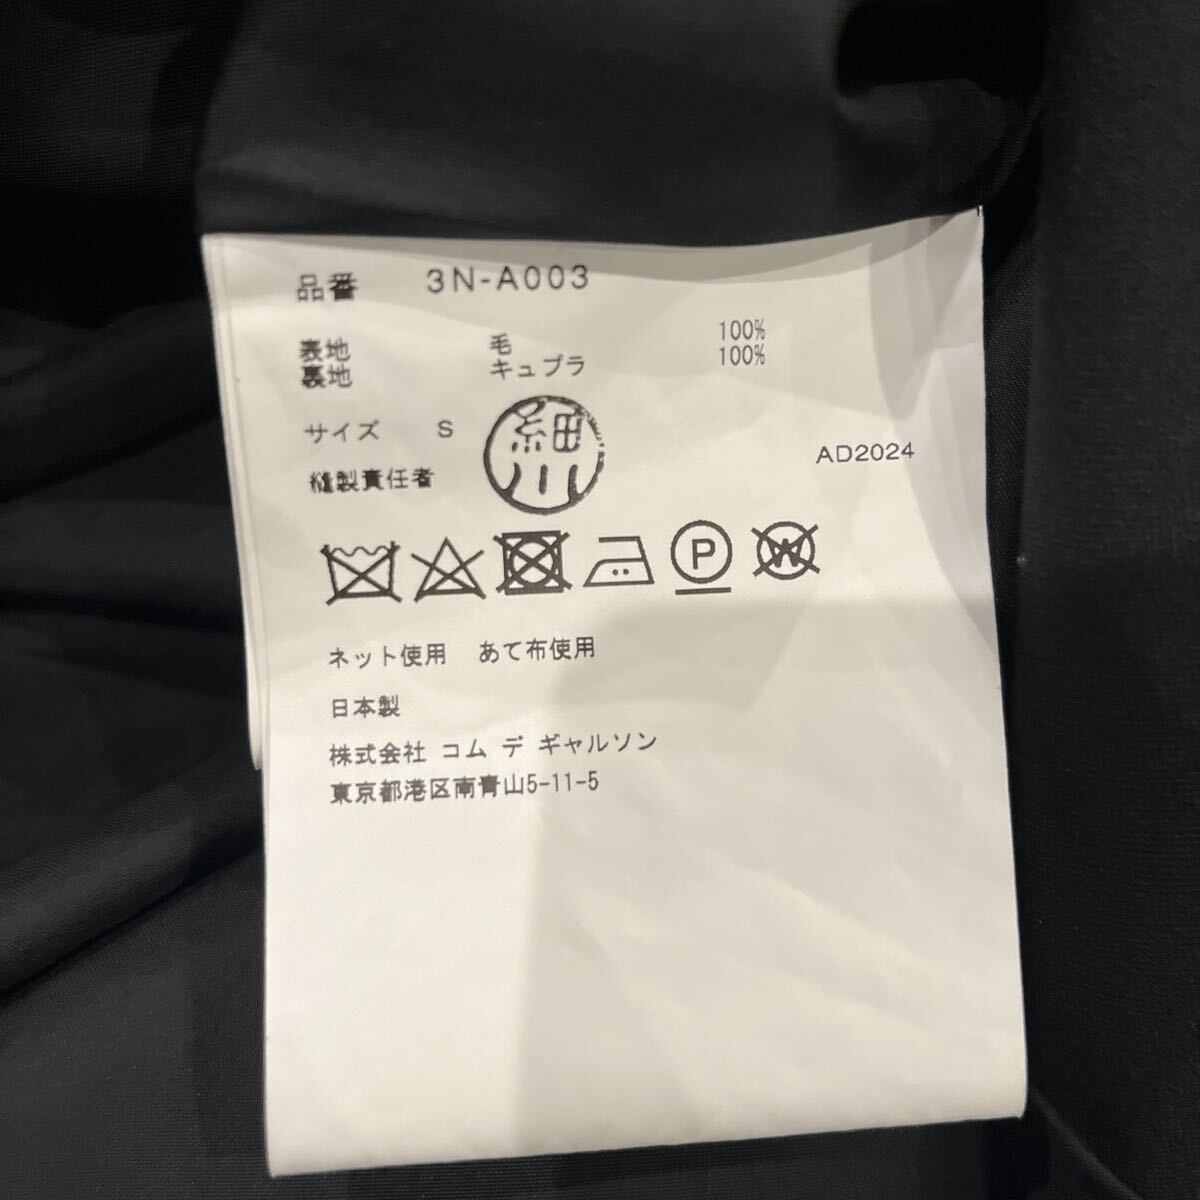 品番 3N-A003
表地 毛 100%
裏地 キュプラ 100%
サイズ S
細川
縫製責任者
AD2024
P
W
ネット使用 あて布使用
日本製
株式会社 コム デ ギャルソン
東京都港区南青山5-11-5